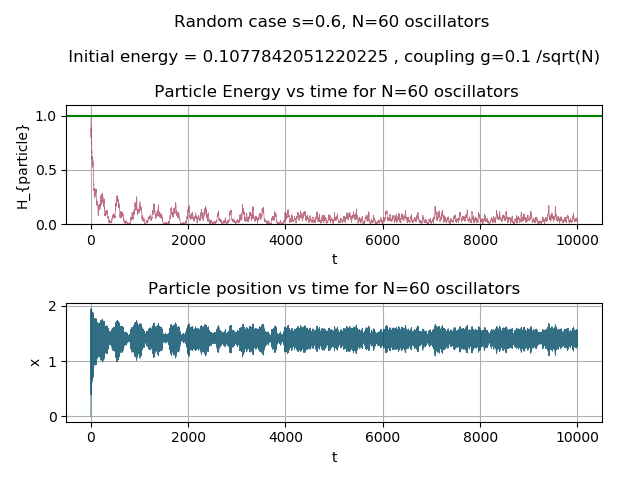 Random case s=0.6, N=60 oscillators
Initial energy = 0.1077842051220225 , coupling g=0.1 /sqrt(N)
Particle Energy vs time for N=60 oscillators
H_{particle}
1.0
0.5
0.0
0 2000 4000 6000 8000 10000
t
Particle position vs time for N=60 oscillators
x
2
1
0
0 2000 4000 6000 8000 10000
t